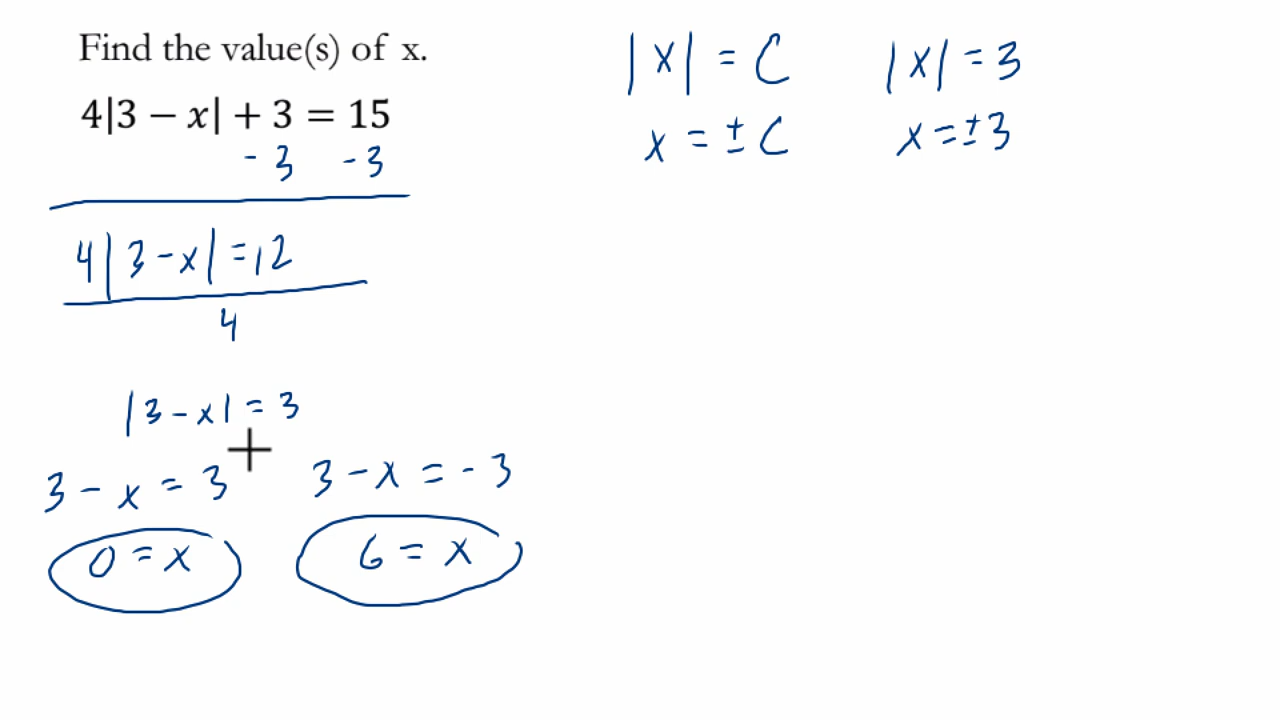 Find the value(s) of x.
4|3 − x| + 3 = 15
- 3 - 3
4|3 - x| = 12
4
|3 - x| = 3
3 - x = 3 3 - x = - 3
0 = x 6 = x
|x| = C |x| = 3
x = ± C x = ± 3